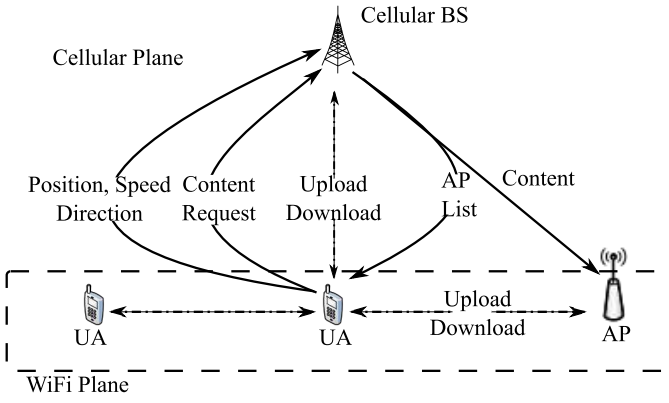 Cellular BS
Cellular Plane
Position, Speed
Direction
Content
Request
Upload
Download
AP
List
Content
Upload
Download
UA
UA
AP
WiFi Plane